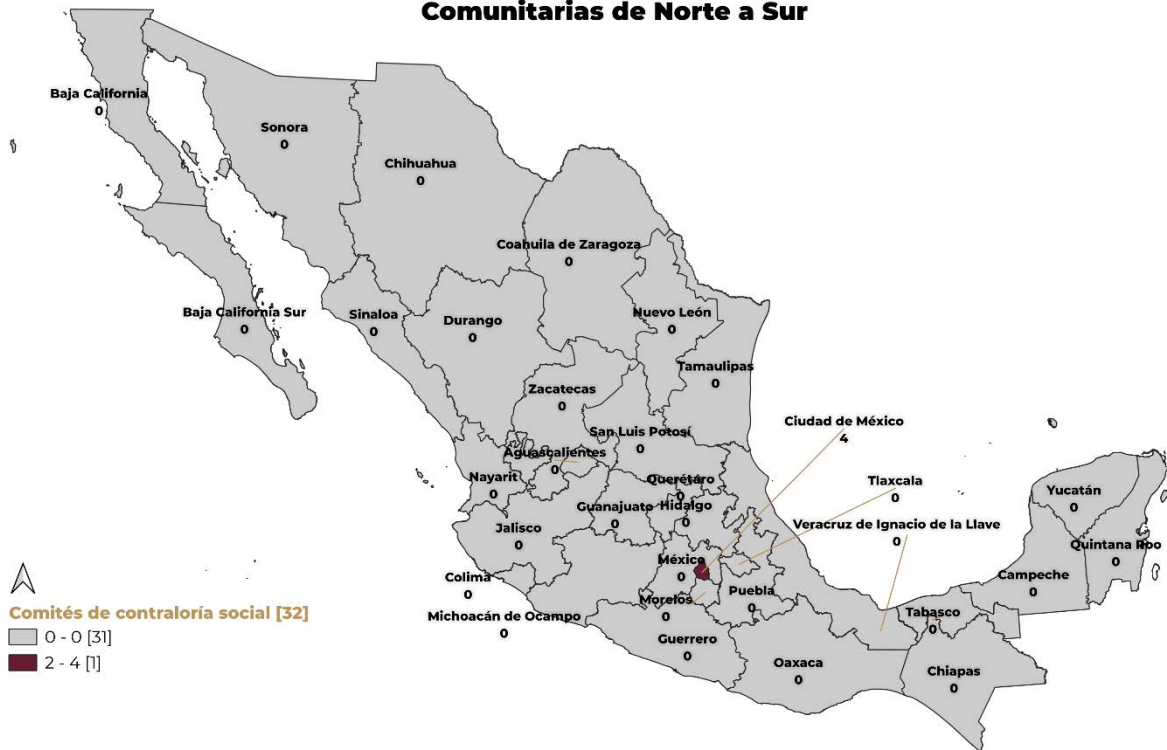 Comunitarias de Norte a Sur
Baja California
0
Sonora
0
Chihuahua
0
Coahuila de Zaragoza
0
Baja California Sur
0
Sinaloa
0
Durango
0
Nuevo León
0
Tamaulipas
0
Zacatecas
0
Ciudad de México
4
San Luis Potosí
0
Aguascalientes
0
Nayarit
0
Querétaro
0
Tlaxcala
0
Yucatán
0
Guanajuato
0
Hidalgo
0
Veracruz de Ignacio de la Llave
0
Jalisco
0
Quintana Roo
0
México
0
Colima
0
Campeche
0
Puebla
0
Morelos
0
Tabasco
0
Michoacán de Ocampo
0
Guerrero
0
Oaxaca
0
Chiapas
0
Comités de contraloría social [32]
0 - 0 [31]
2 - 4 [1]